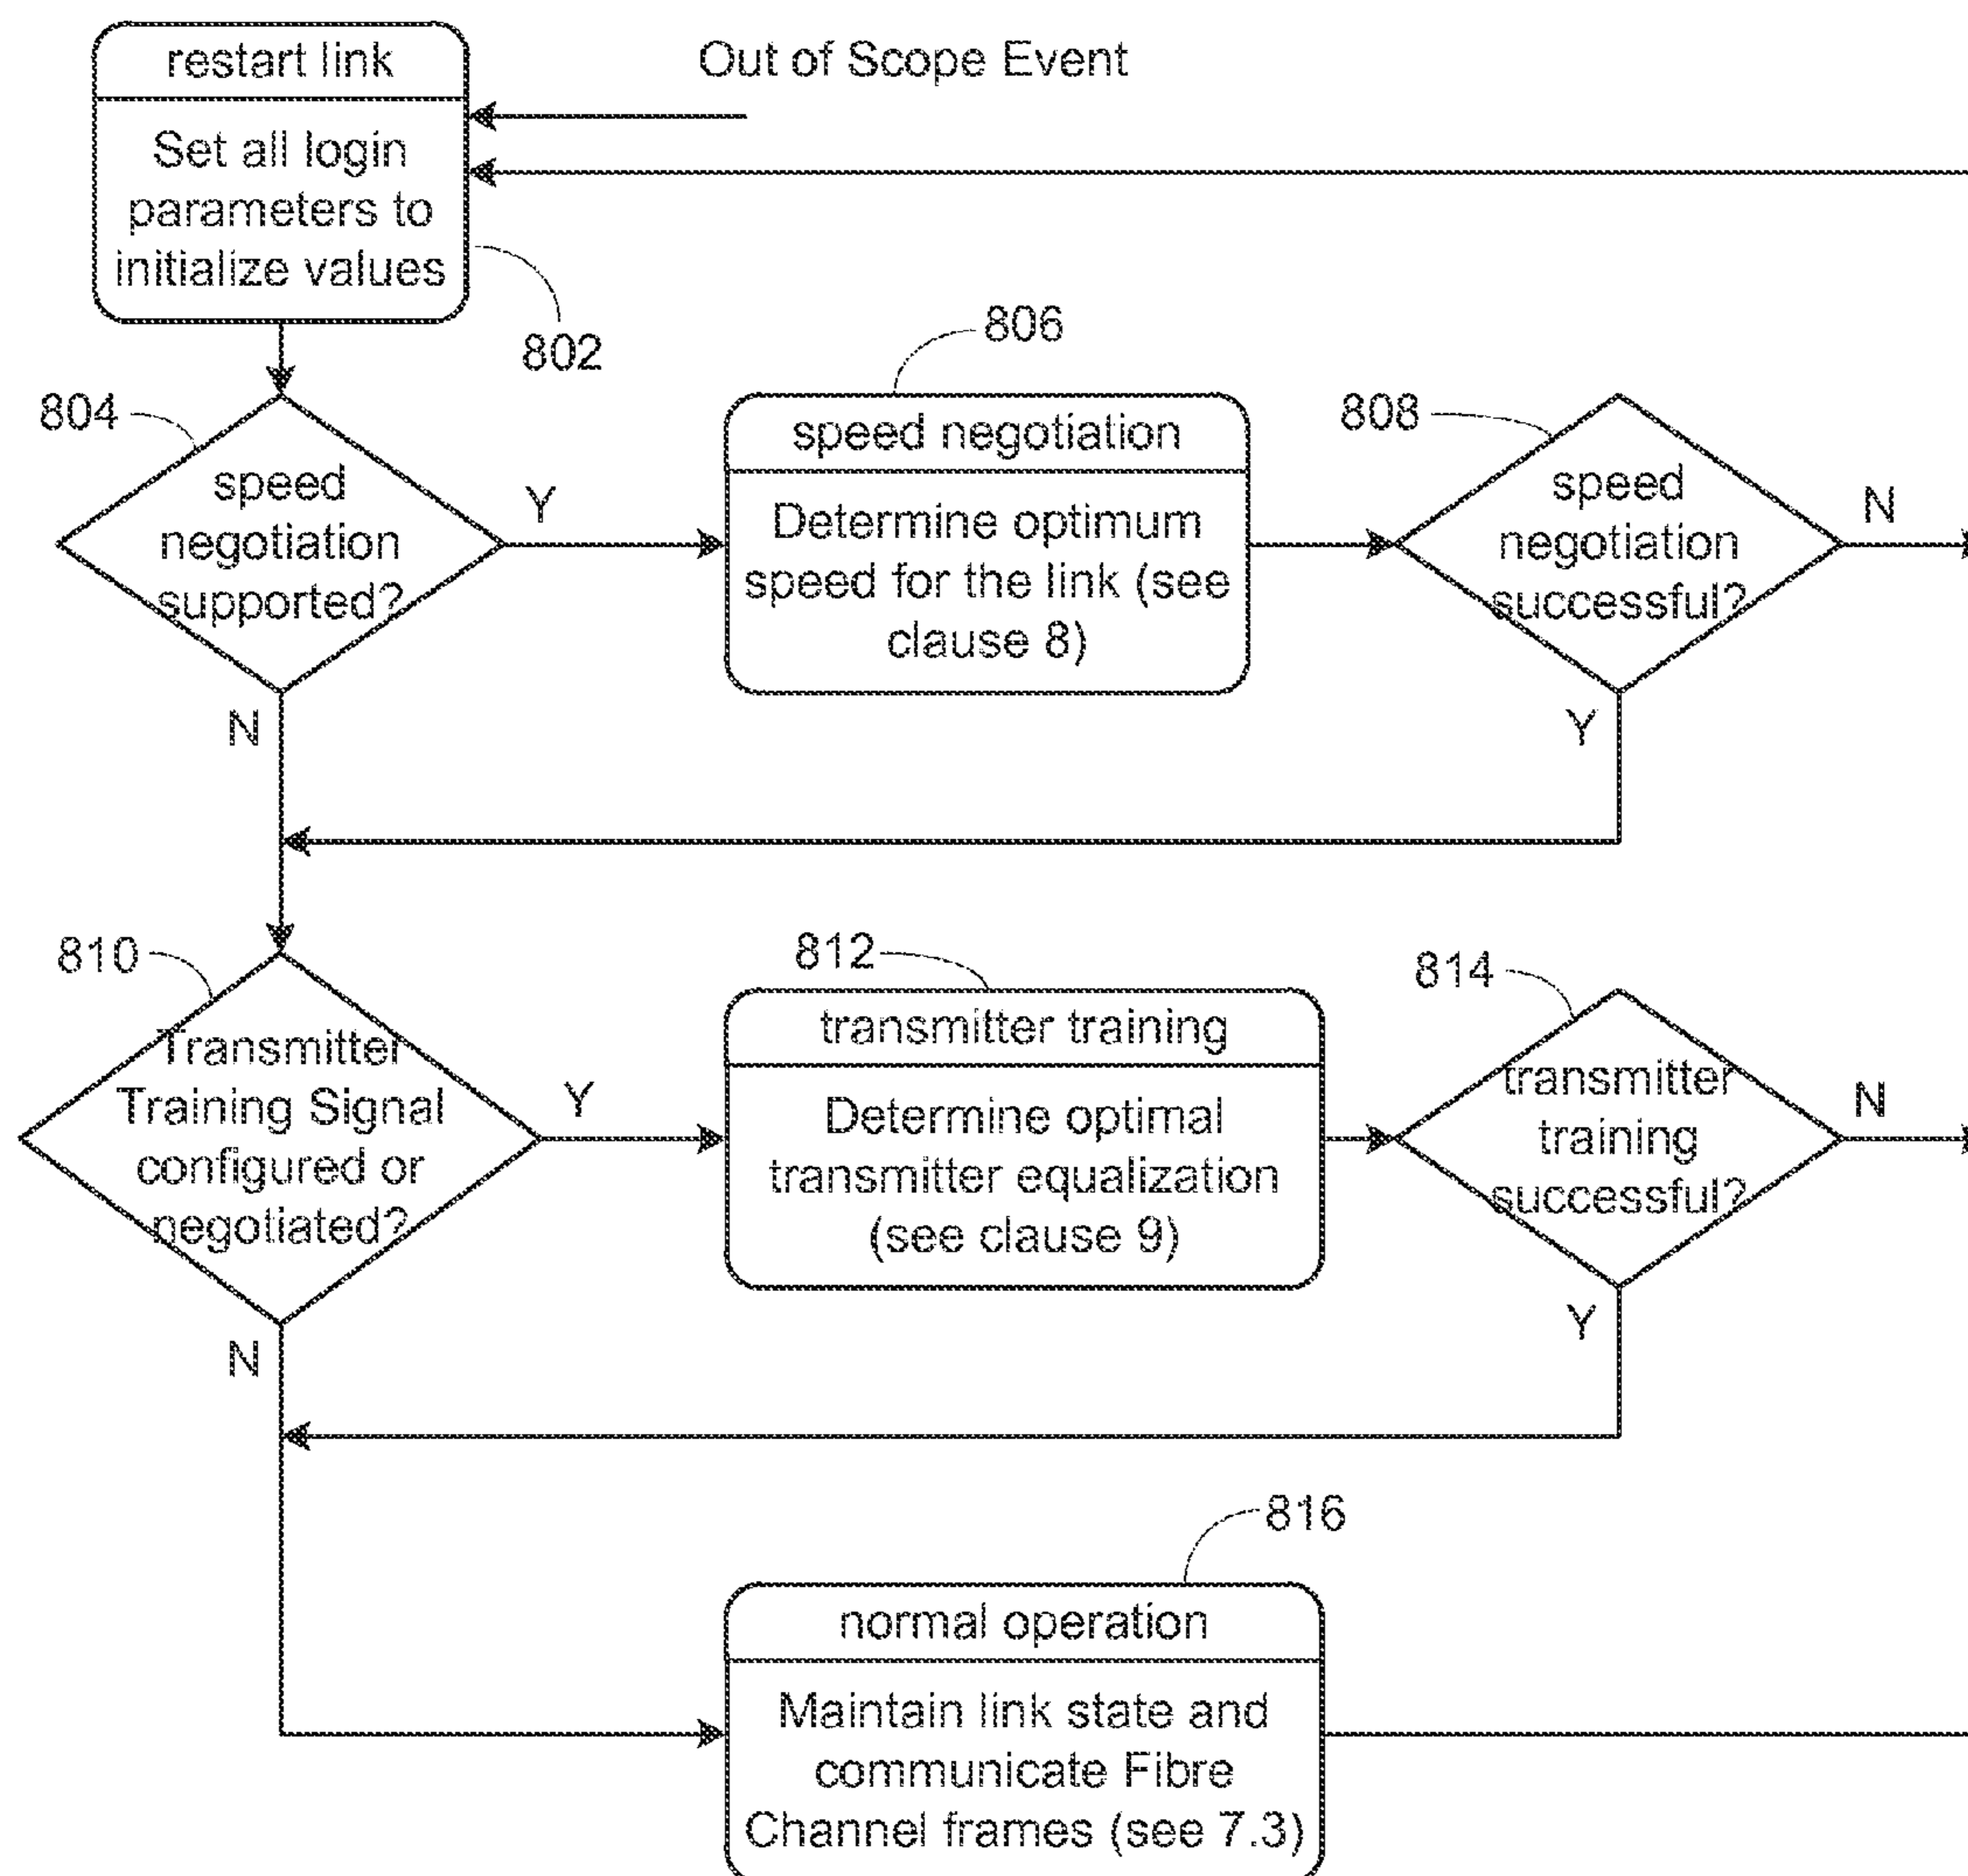 restart link
Out of Scope Event
Set all login
parameters to
initialize values
802
806
804
808
speed
negotiation
supported?
Y
speed negotiation
Determine optimum
speed for the link (see
clause 8)
speed
negotiation
successful?
N
N
Y
810
812
814
Transmitter
Training Signal
configured or
negotiated?
Y
transmitter training
Determine optimal
transmitter equalization
(see clause 9)
transmitter
training
successful?
N
N
Y
816
normal operation
Maintain link state and
communicate Fibre
Channel frames (see 7.3)